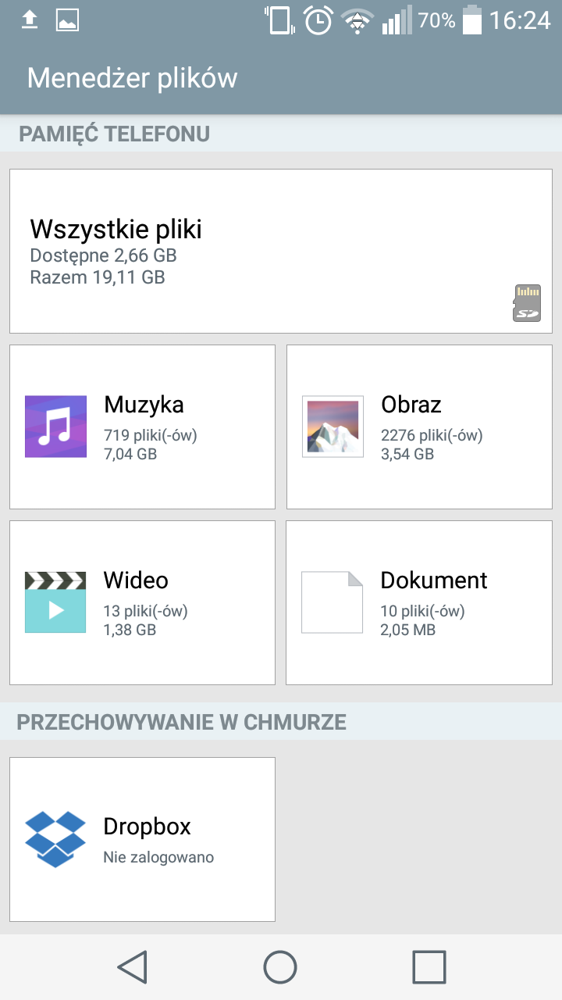 70% 16:24
Menedżer plików
PAMIĘĆ TELEFONU
Wszystkie pliki
Dostępne 2,66 GB
Razem 19,11 GB
SD
Muzyka
719 pliki(-ów)
7,04 GB
Obraz
2276 pliki(-ów)
3,54 GB
Wideo
13 pliki(-ów)
1,38 GB
Dokument
10 pliki(-ów)
2,05 MB
PRZECHOWYWANIE W CHMURZE
Dropbox
Nie zalogowano